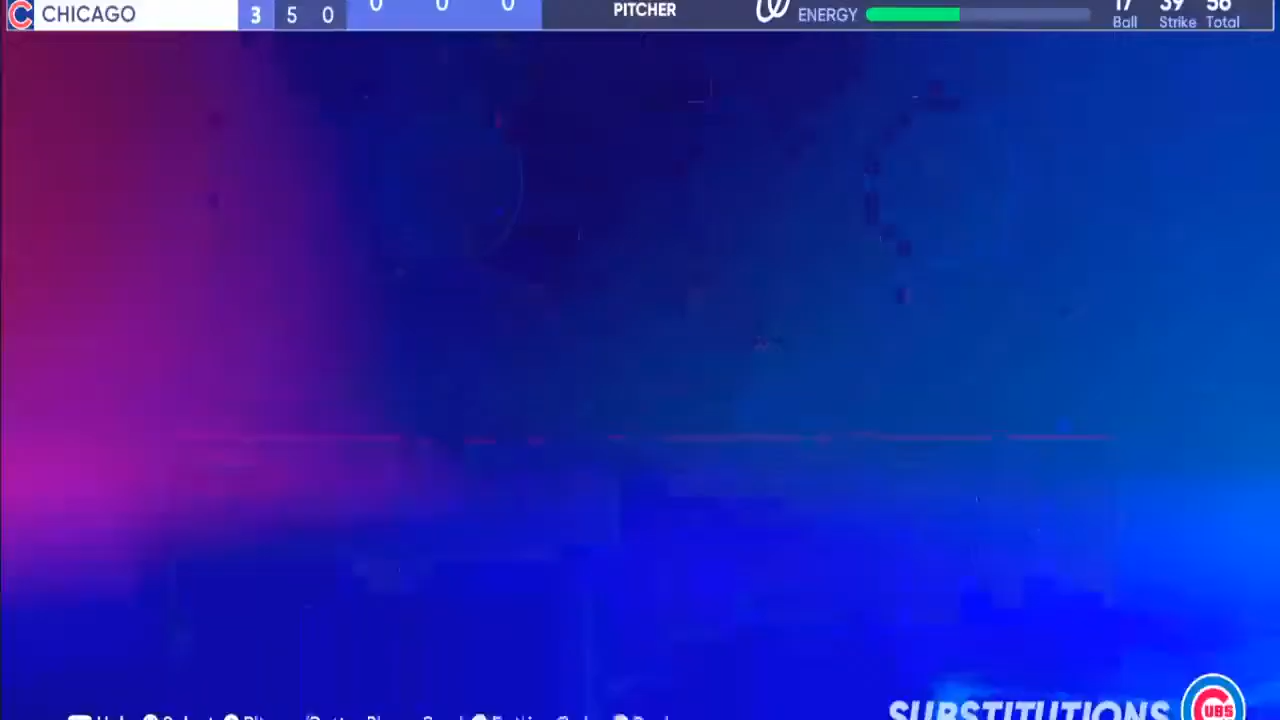 CHICAGO 3 5 0 0 0 0 PITCHER ENERGY 17 39 56
Ball Strike Total
SUBSTITUTIONS CUBS